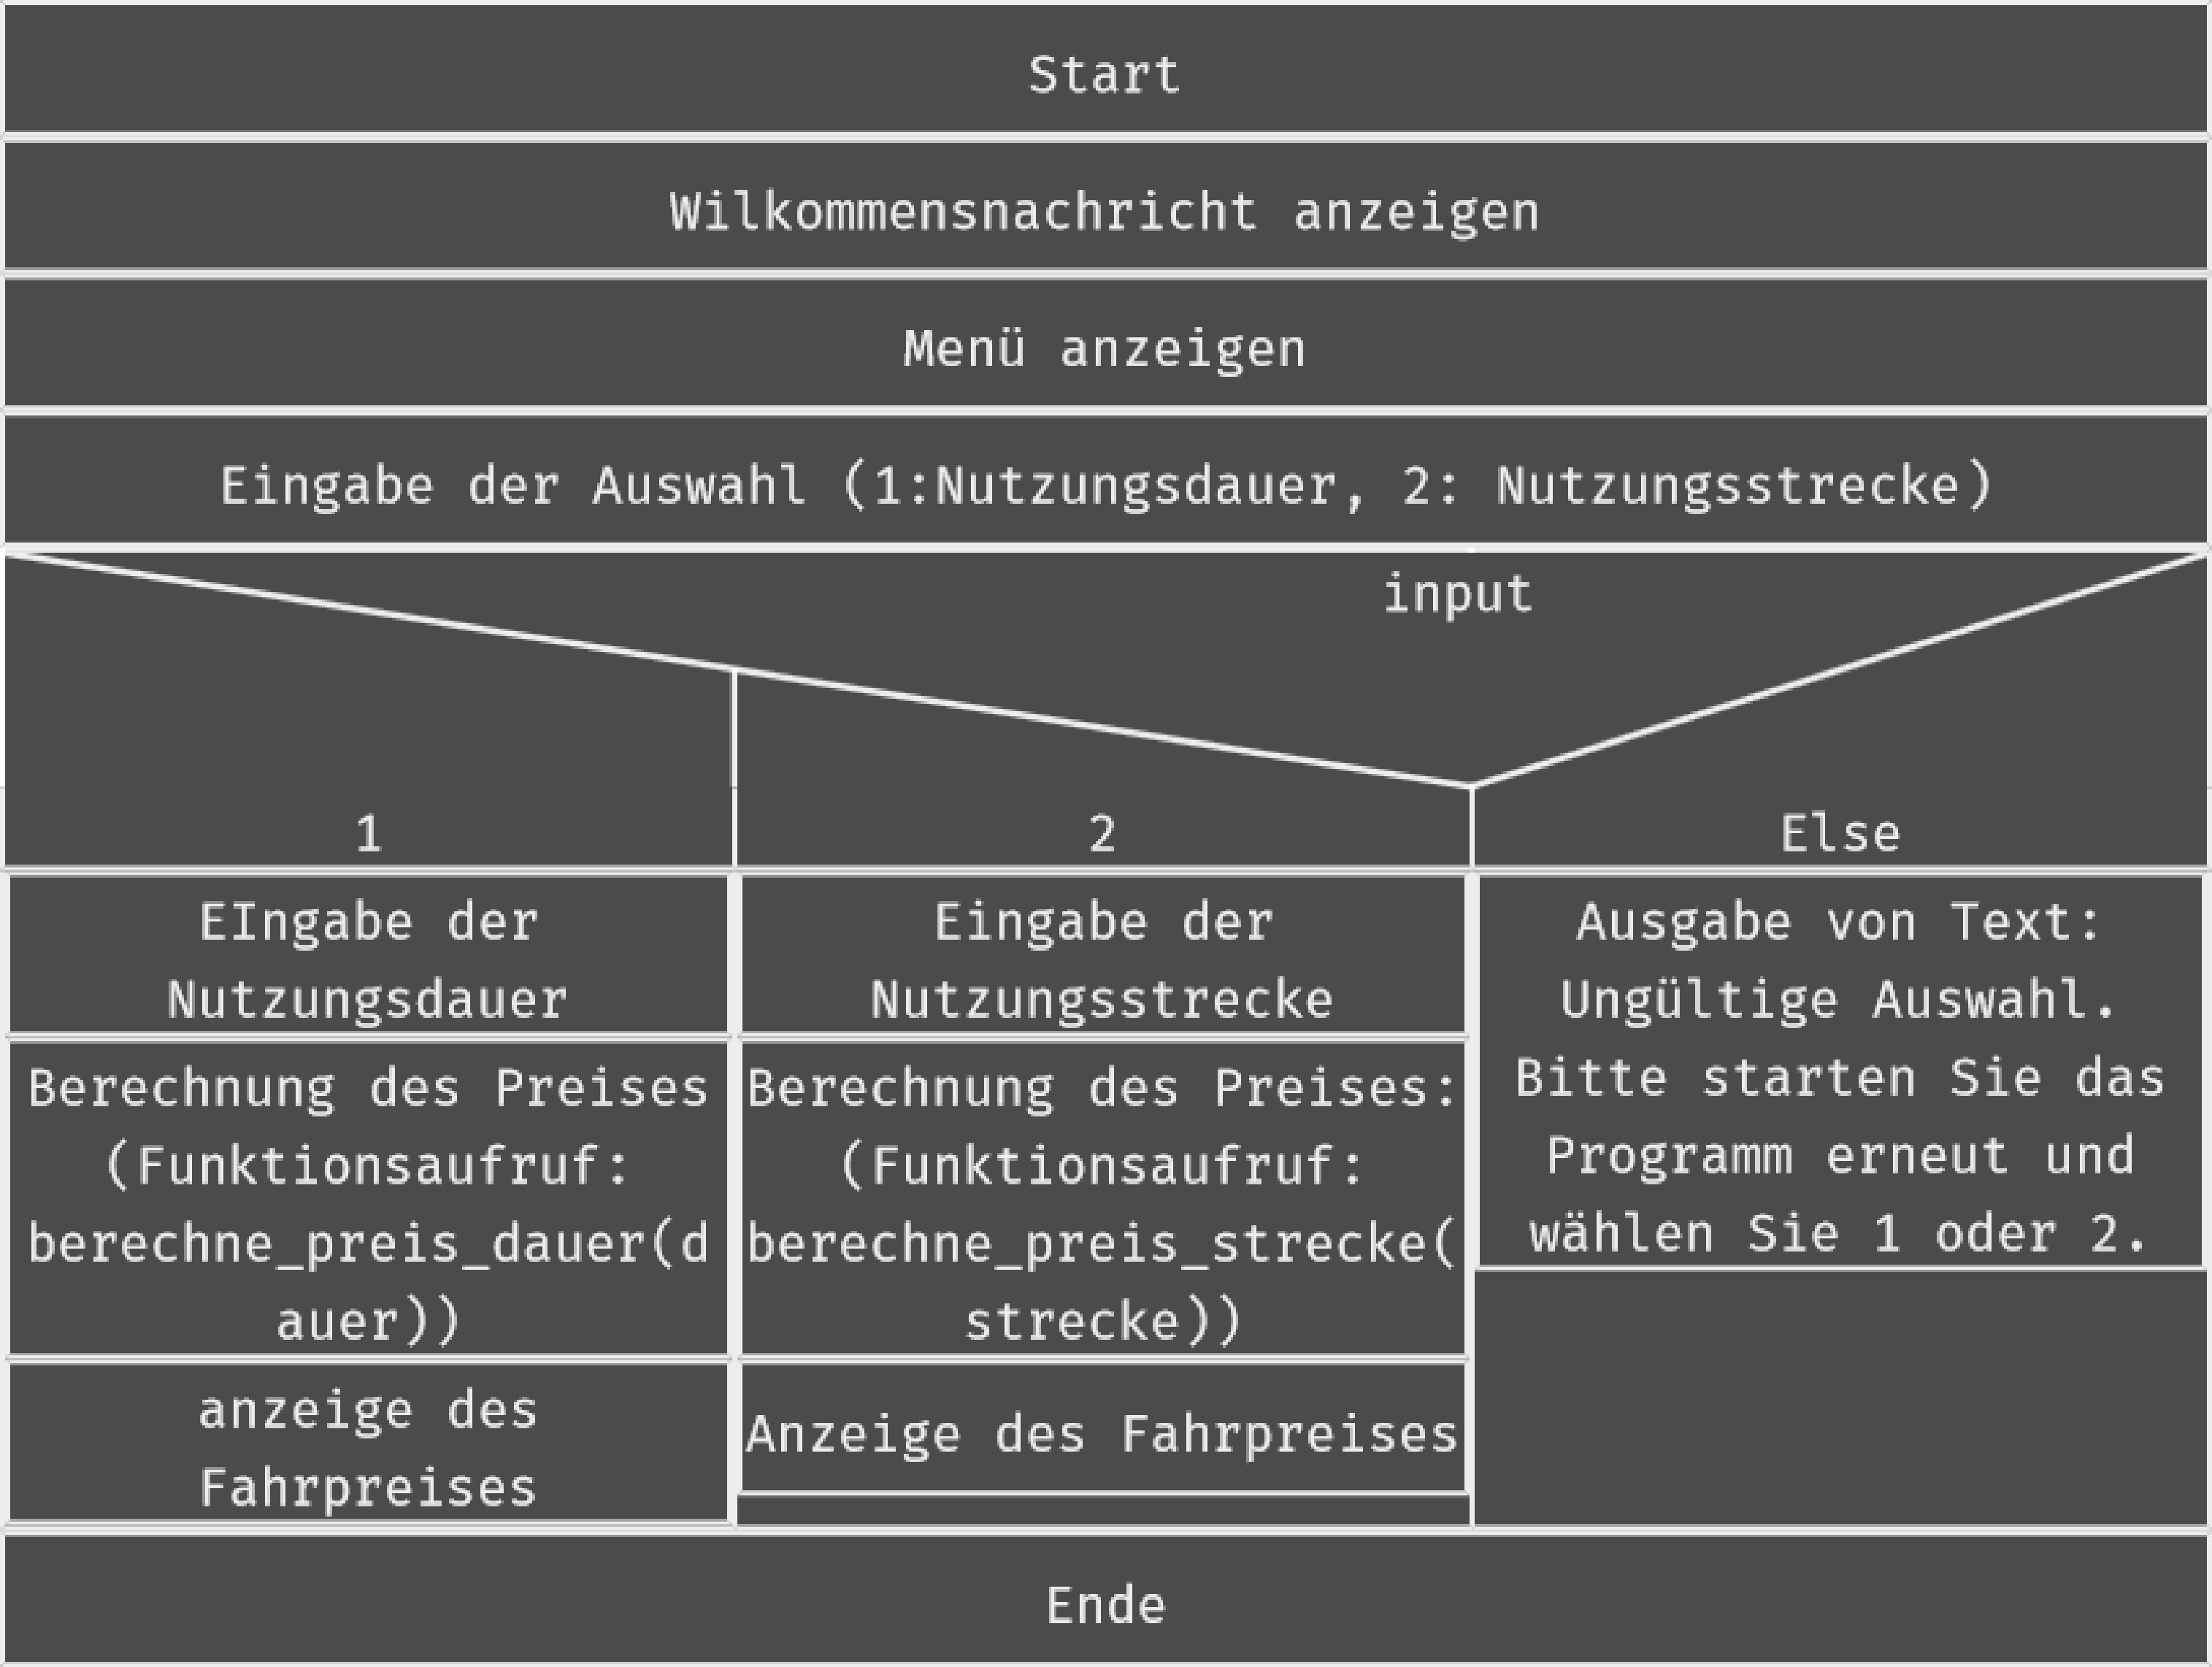 Start
Wilkommensnachricht anzeigen
Menü anzeigen
Eingabe der Auswahl (1:Nutzungsdauer, 2: Nutzungsstrecke)
input
1
2
Else
EIngabe der
Nutzungsdauer
Berechnung des Preises
(Funktionsaufruf:
berechne_preis_dauer(d
auer))
anzeige des
Fahrpreises
Eingabe der
Nutzungsstrecke
Berechnung des Preises:
(Funktionsaufruf:
berechne_preis_strecke(
strecke))
Anzeige des Fahrpreises
Ausgabe von Text:
Ungültige Auswahl.
Bitte starten Sie das
Programm erneut und
wählen Sie 1 oder 2.
Ende